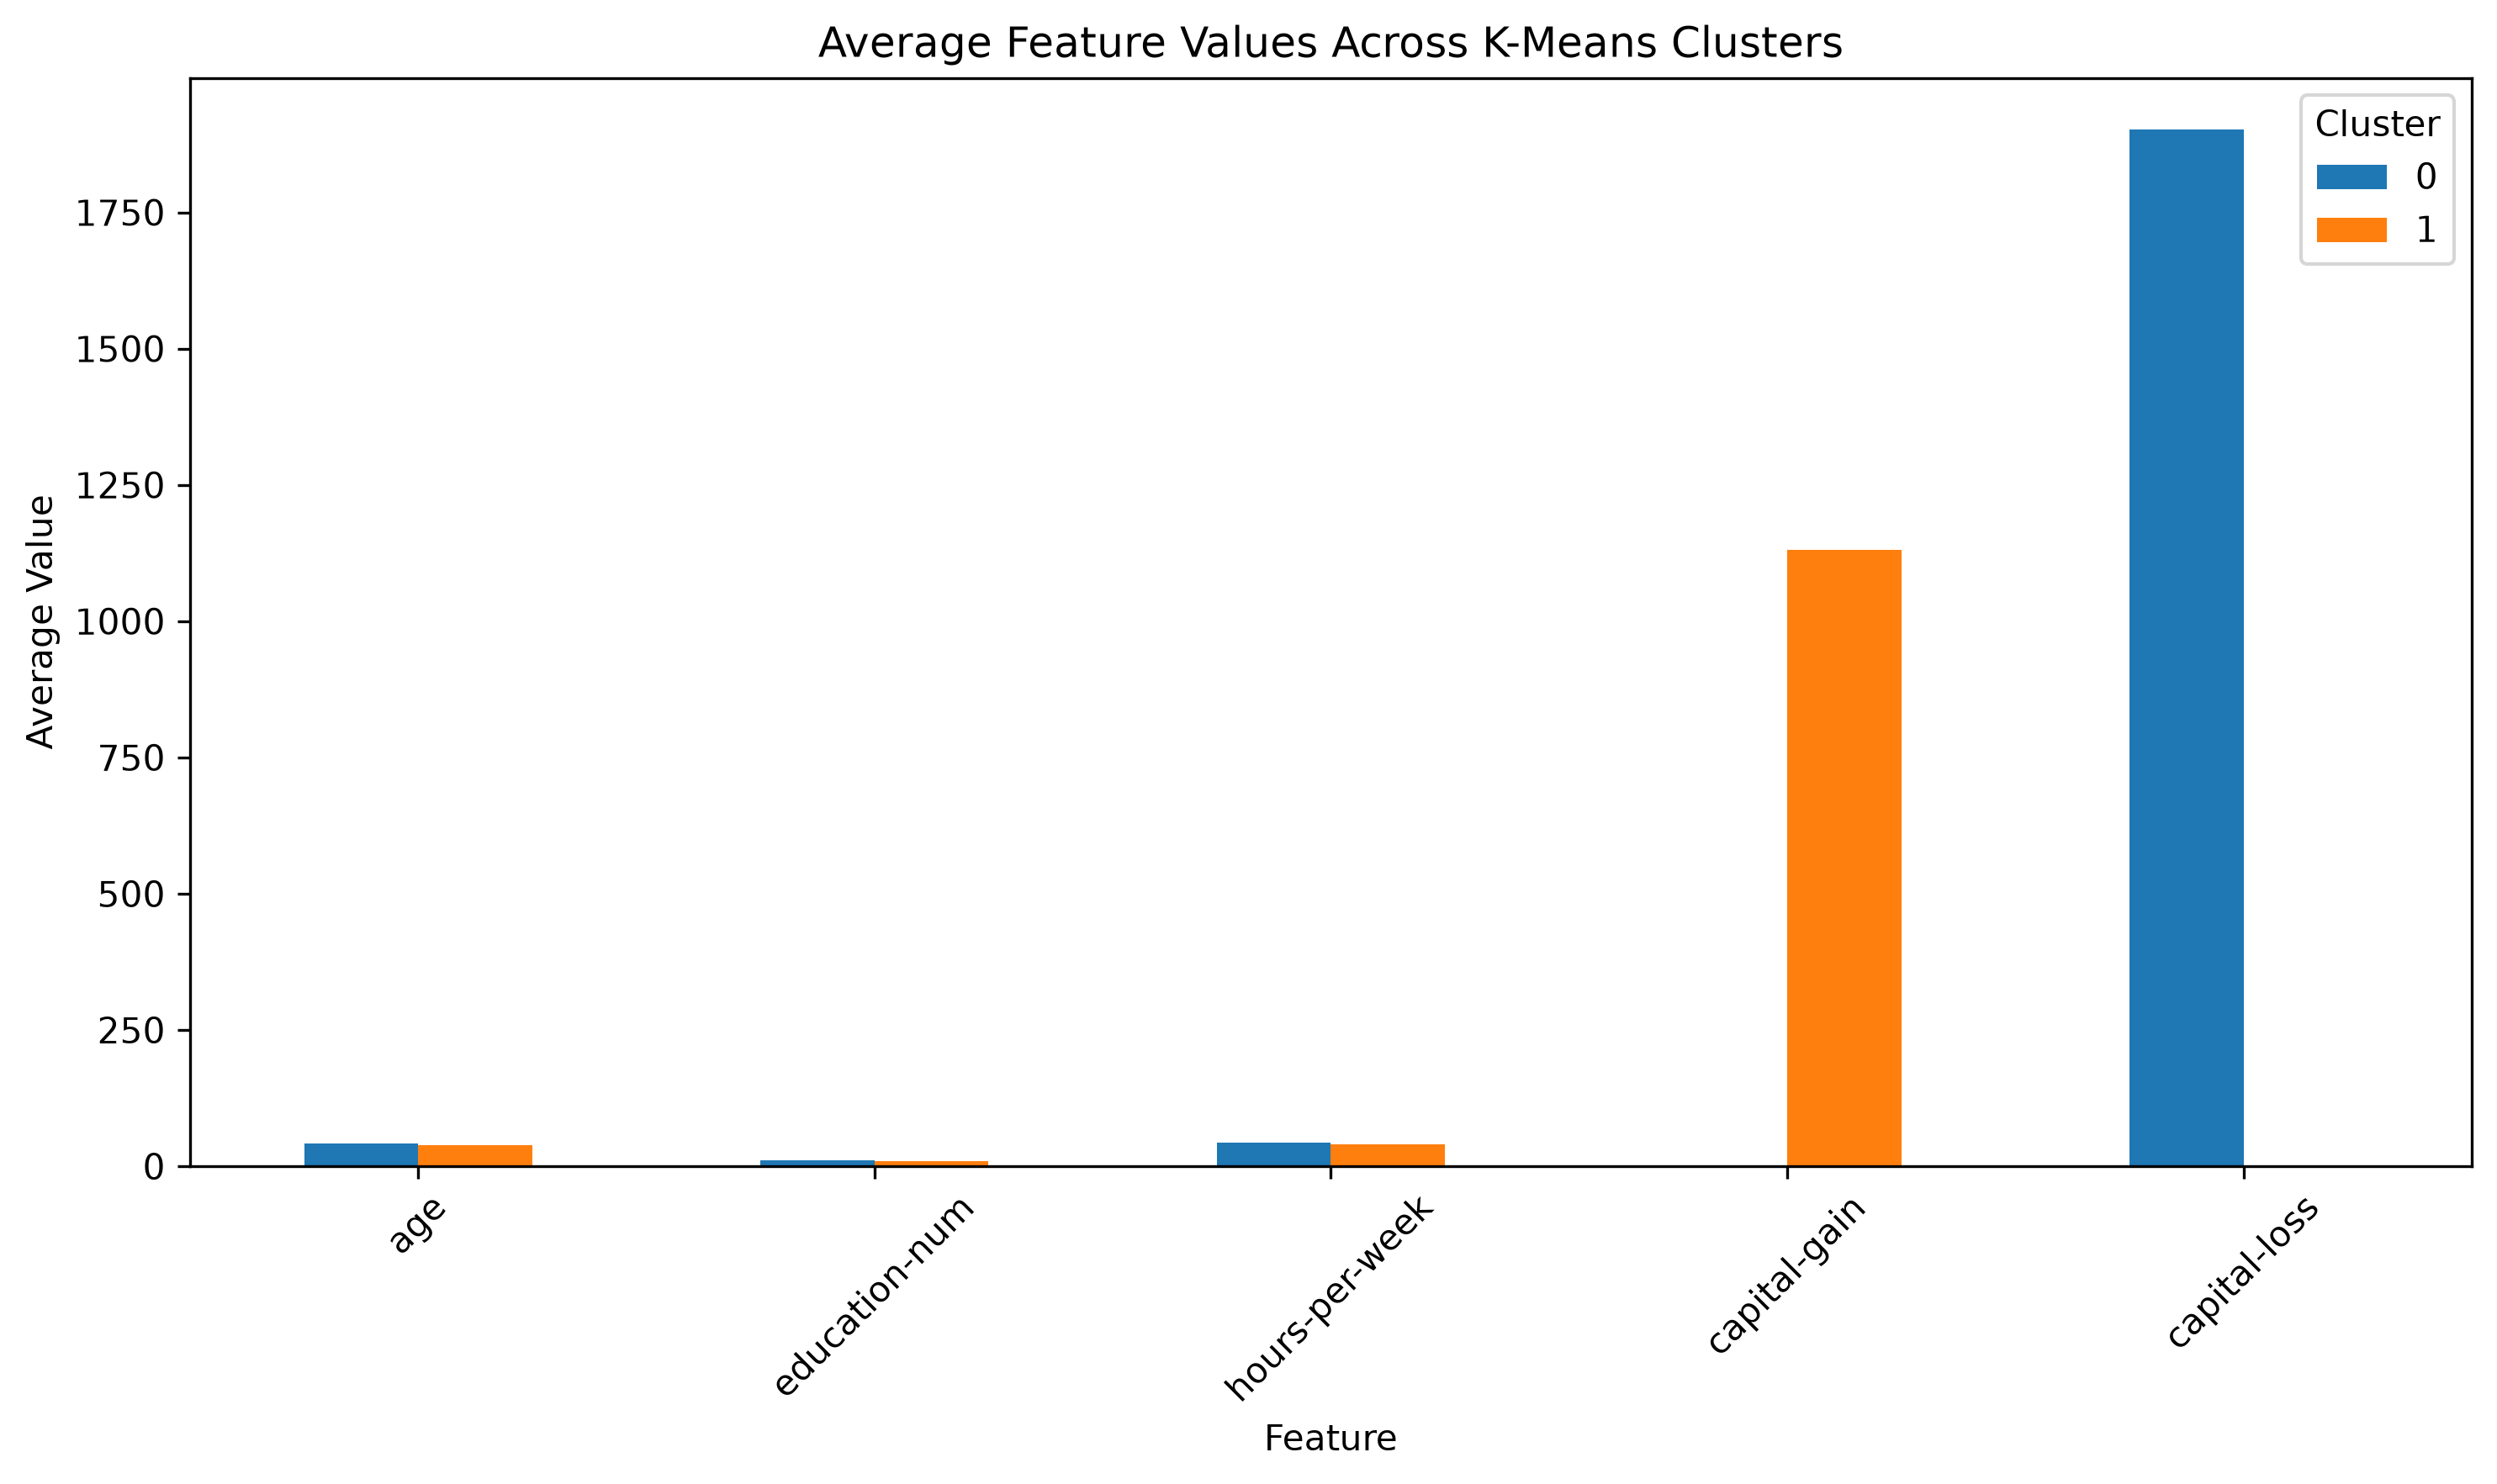 Average Feature Values Across K-Means Clusters
Cluster
0
1
1750
1500
1250
1000
750
500
250
0
Average Value
age
education-num
hours-per-week
capital-gain
capital-loss
Feature